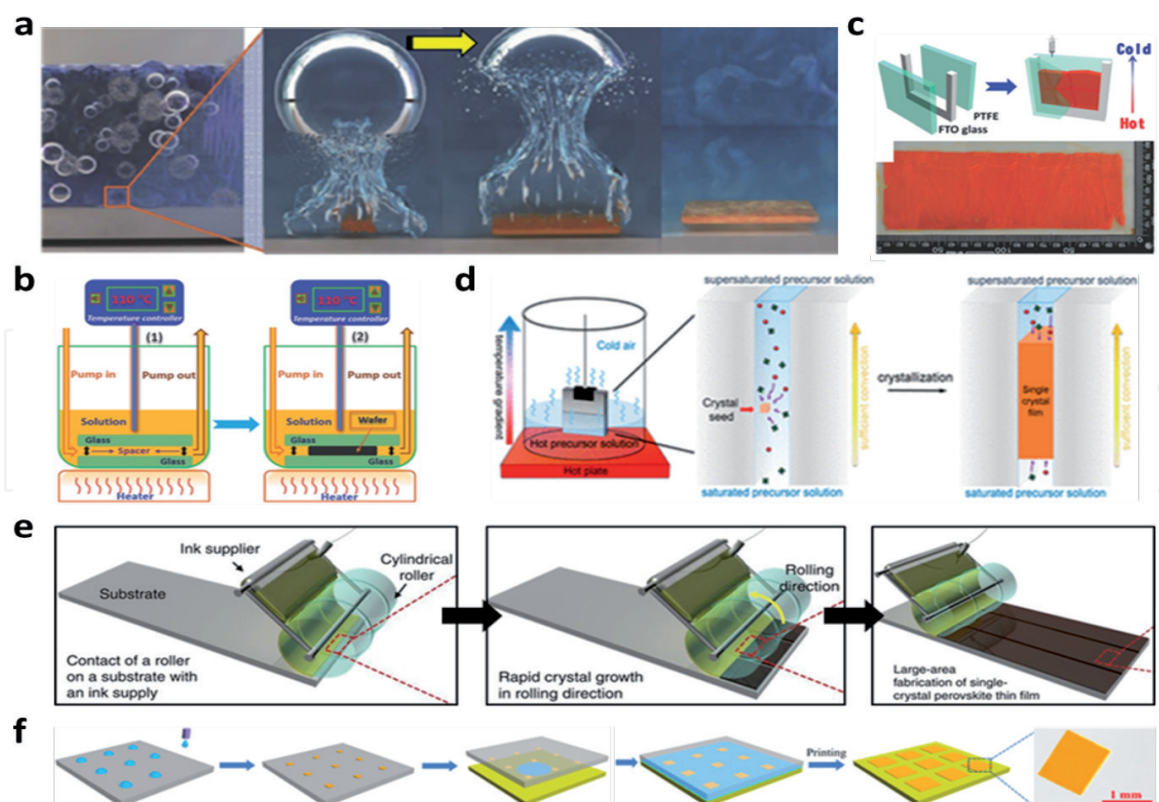 a
c
Cold
PTFE
FTO glass
Hot
b
110 °C
Temperature controller
(1)
Pump in
Pump out
Solution
Glass
Spacer
Glass
Heater
110 °C
Temperature controller
(2)
Pump in
Pump out
Solution
Wafer
Glass
Glass
Heater
d
temperature gradient
Cold air
Hot precursor solution
Hot plate
supersaturated precursor solution
Crystal
seed
saturated precursor solution
sufficient convection
crystallization
supersaturated precursor solution
Single
crystal
film
saturated precursor solution
sufficient convection
e
Ink supplier
Cylindrical
roller
Substrate
Contact of a roller
on a substrate with
an ink supply
Rolling
direction
Rapid crystal growth
in rolling direction
Large-area
fabrication of single-
crystal perovskite thin film
f
Printing
1 mm